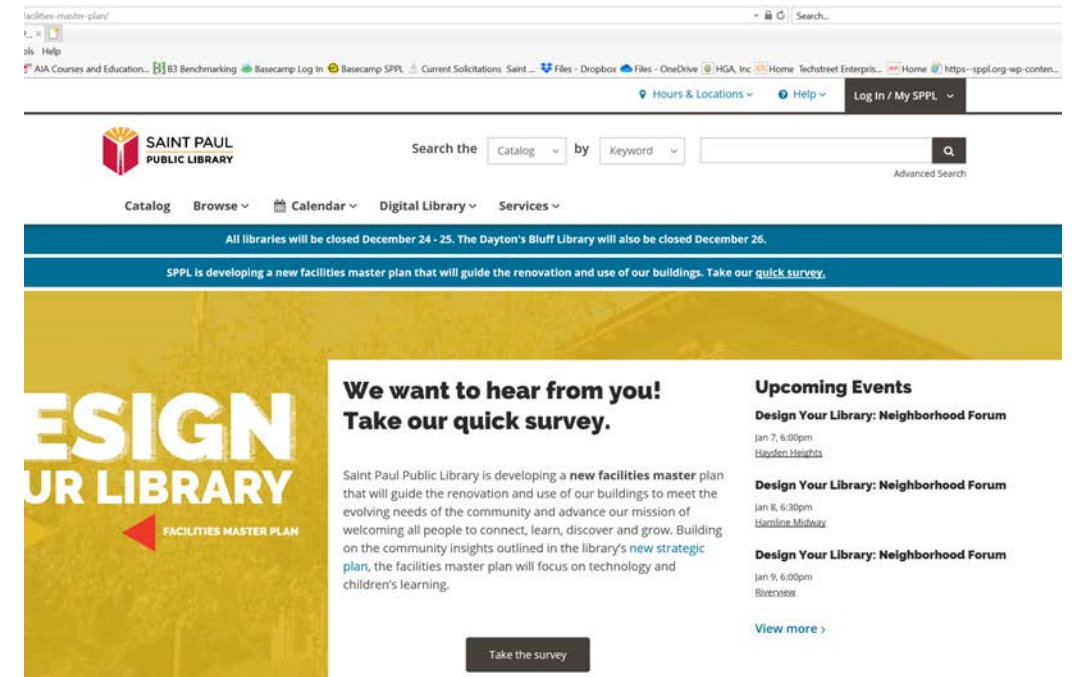 facilities-master-plan/
Search...
Help
AIA Courses and Education... B3 Benchmarking Basecamp Log In Basecamp SPPL Current Solicitations Saint ... Files - Dropbox Files - OneDrive HGA, Inc Home Techstreet Enterpris... Home https--sppl.org-wp-conten...
Hours & Locations Help Log In / My SPPL
SAINT PAUL
PUBLIC LIBRARY
Search the Catalog by Keyword
Advanced Search
Catalog Browse Calendar Digital Library Services
All libraries will be closed December 24 - 25. The Dayton's Bluff Library will also be closed December 26.
SPPL is developing a new facilities master plan that will guide the renovation and use of our buildings. Take our quick survey.
ESIGN
UR LIBRARY
FACILITIES MASTER PLAN
We want to hear from you!
Take our quick survey.
Saint Paul Public Library is developing a new facilities master plan
that will guide the renovation and use of our buildings to meet the
evolving needs of the community and advance our mission of
welcoming all people to connect, learn, discover and grow. Building
on the community insights outlined in the library's new strategic
plan, the facilities master plan will focus on technology and
children's learning.
Take the survey
Upcoming Events
Design Your Library: Neighborhood Forum
Jan 7, 6:00pm
Hayden Heights
Design Your Library: Neighborhood Forum
Jan 8, 6:30pm
Hamline Midway
Design Your Library: Neighborhood Forum
Jan 9, 6:00pm
Riverview
View more >